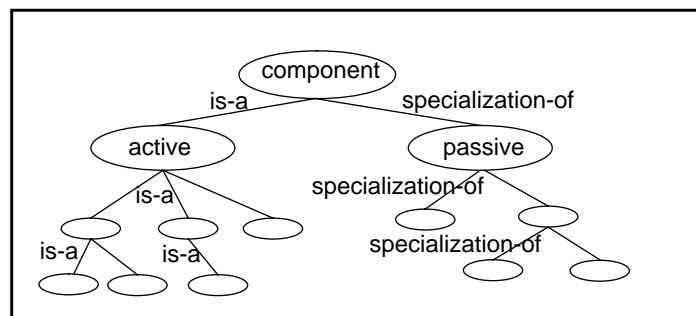 component
is-a
specialization-of
active
passive
is-a
specialization-of
is-a
is-a
specialization-of